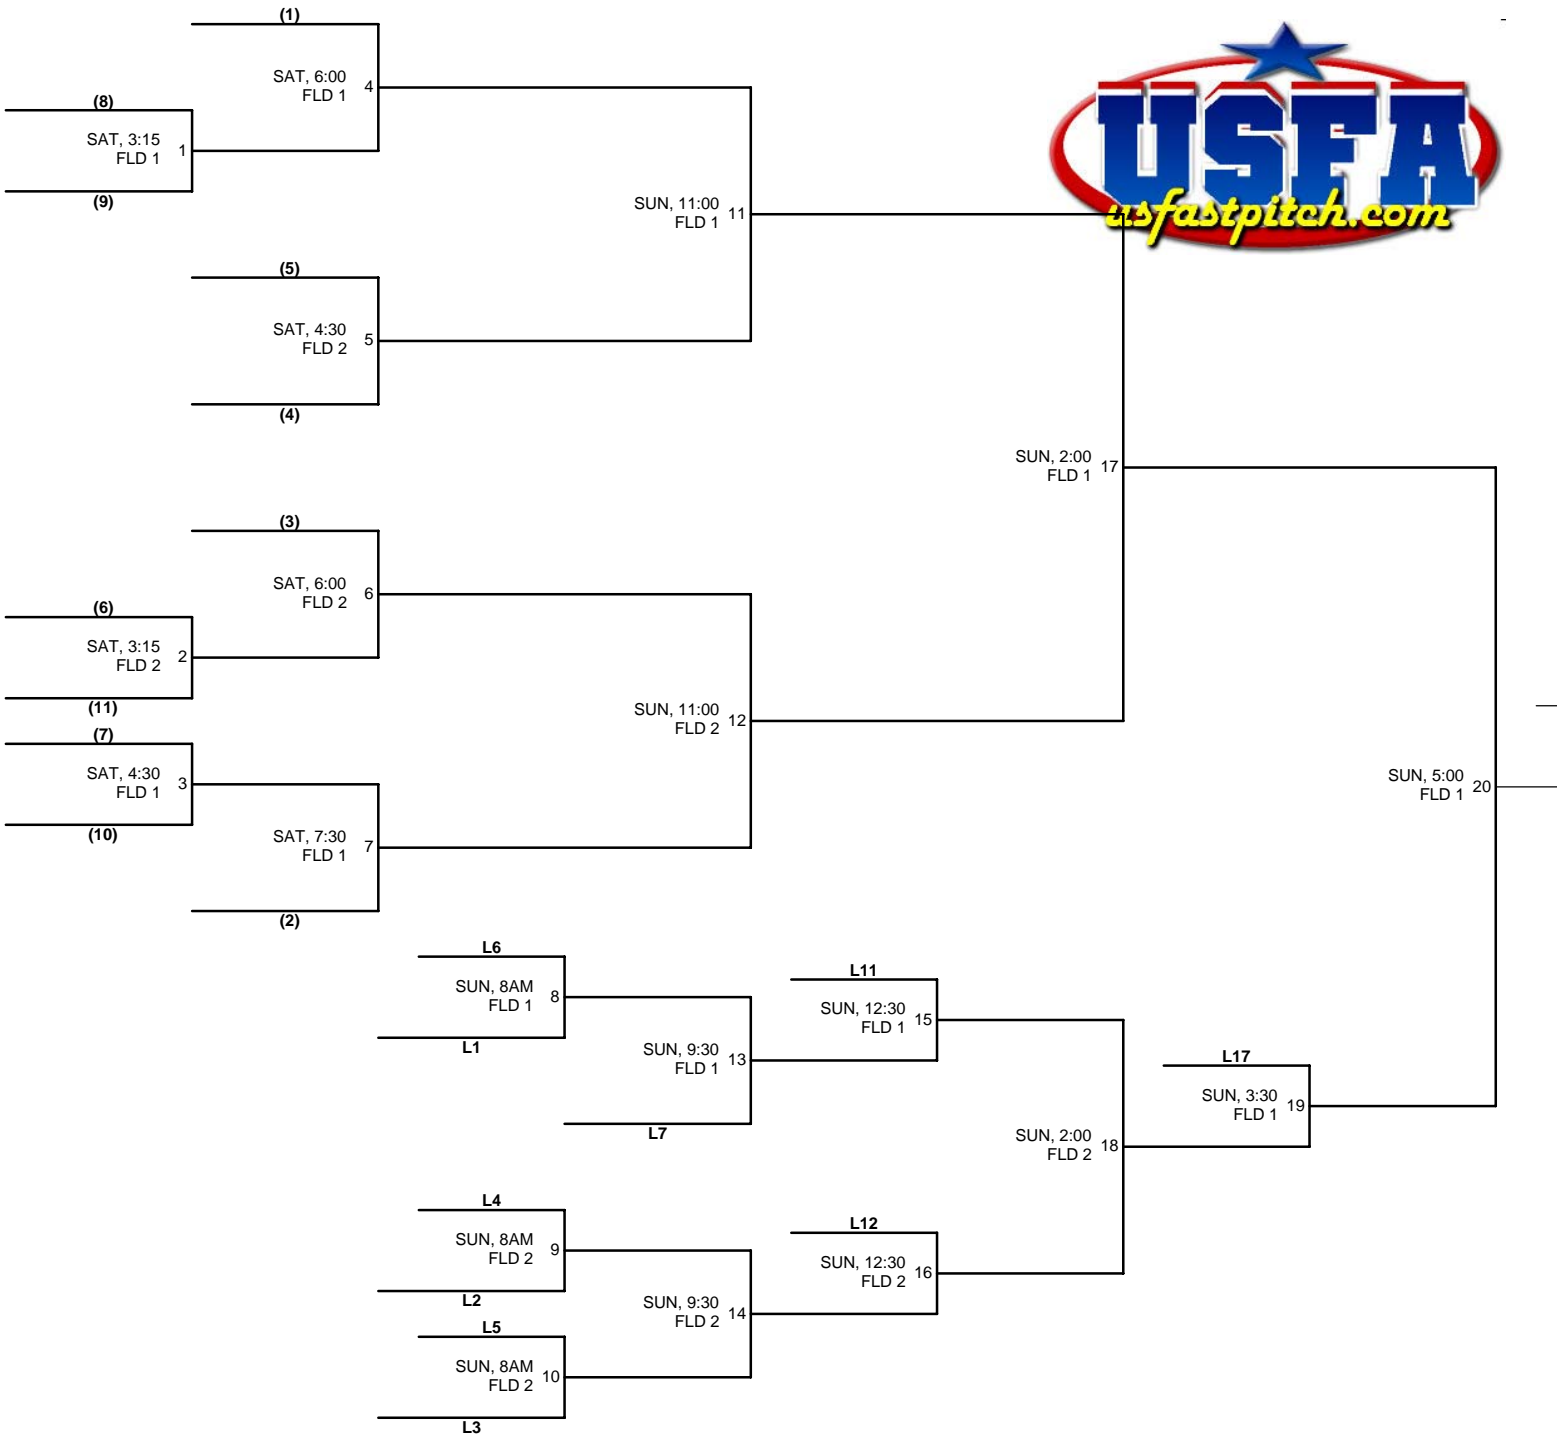 (1)
SAT, 6:00
FLD 1
4
(8)
SAT, 3:15
FLD 1
1
(9)
USFA
usfastpitch.com
SUN, 11:00
FLD 1
11
(5)
SAT, 4:30
FLD 2
5
(4)
SUN, 2:00
FLD 1
17
(3)
SAT, 6:00
FLD 2
6
(6)
SAT, 3:15
FLD 2
2
(11)
SUN, 11:00
FLD 2
12
(7)
SAT, 4:30
FLD 1
3
(10)
SUN, 5:00
FLD 1
20
SAT, 7:30
FLD 1
7
(2)
L6
SUN, 8AM
FLD 1
8
L1
L11
SUN, 12:30
FLD 1
15
SUN, 9:30
FLD 1
13
L7
L17
SUN, 3:30
FLD 1
19
SUN, 2:00
FLD 2
18
L4
SUN, 8AM
FLD 2
9
L2
L12
SUN, 12:30
FLD 2
16
SUN, 9:30
FLD 2
14
L5
SUN, 8AM
FLD 2
10
L3